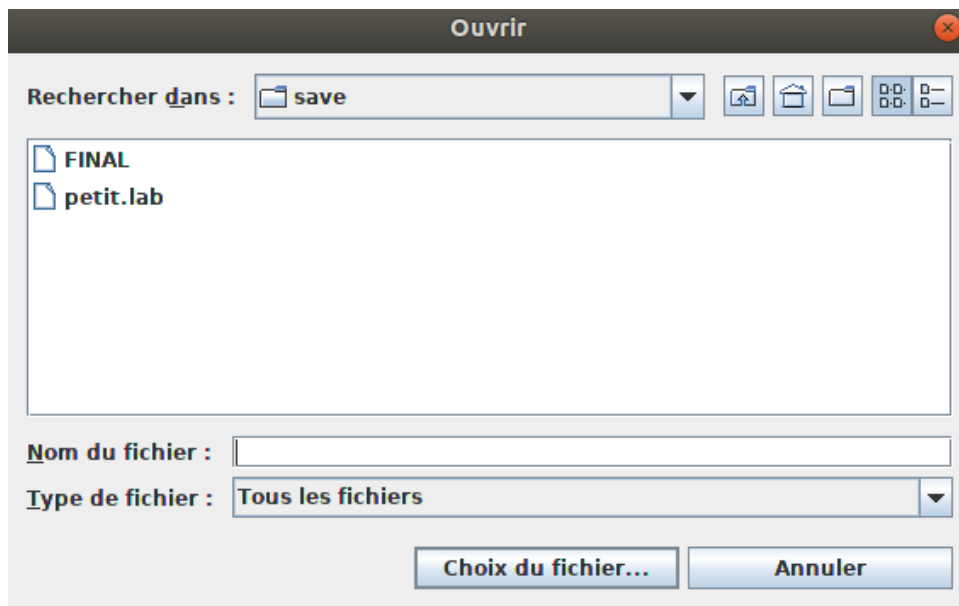 Ouvrir
Rechercher dans : save
FINAL
petit.lab
Nom du fichier :
Type de fichier : Tous les fichiers
Choix du fichier... Annuler